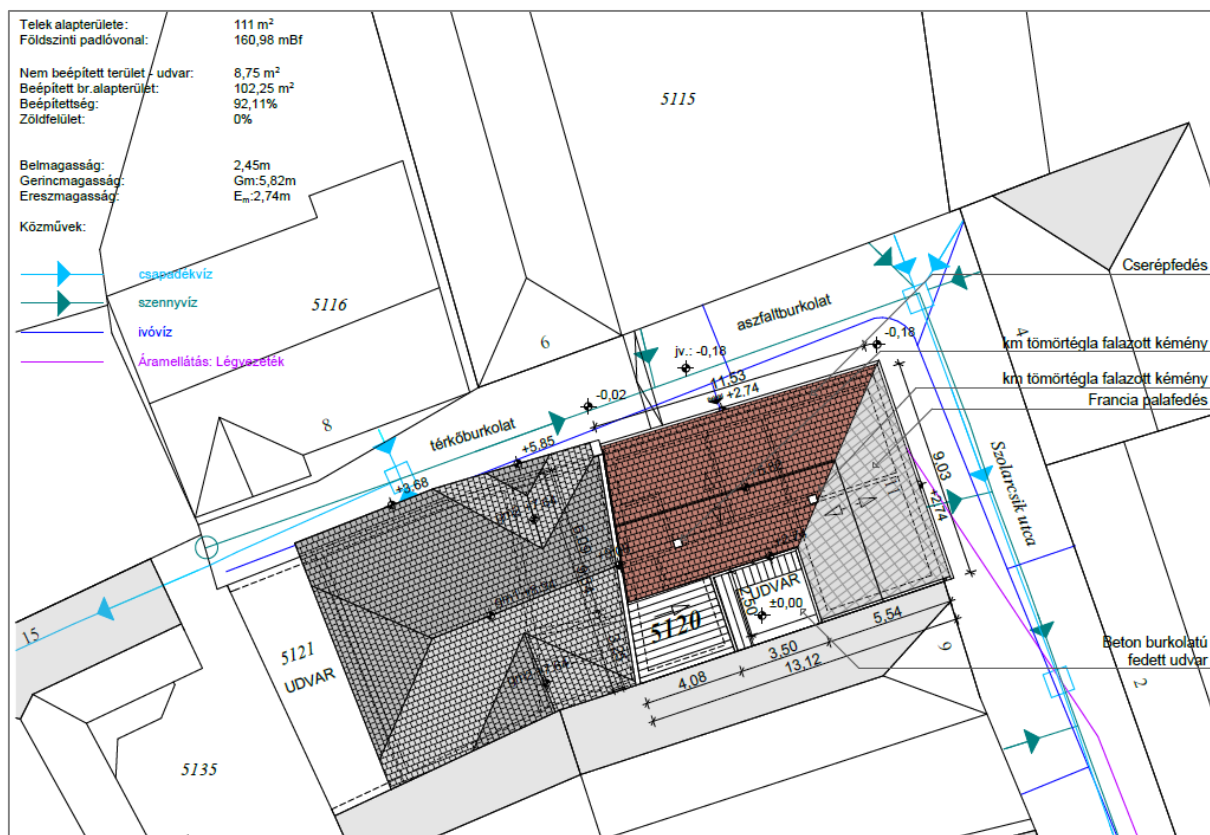 Telek alapterülete: 111 m²
Földszinti padlóvonal: 160,98 mBf
Nem beépített terület - udvar: 8,75 m²
Beépített br.alapterület: 102,25 m²
Beépítettség: 92,11%
Zöldfelület: 0%
Belmagasság: 2,45m
Gerincmagasság: Gm:5,82m
Ereszmagasság: Em:2,74m
Közművek:
csapadékvíz
szennyvíz
ivóvíz
Áramellátás: Légvezeték
5115
5116
6
8
4
aszfaltburkolat
térkőburkolat
jv.: -0,18
-0,18
-0,02
11,53
+2,74
+5,85
+3,68
Cserépfedés
km tömörtégla falazott kémény
km tömörtégla falazott kémény
Francia palafedés
Szolarcsik utca
9,03
+2,74
UDVAR
±0,00
2,50
5120
5,54
3,50
13,12
4,08
Beton burkolatú
fedett udvar
9
2
15
5121
UDVAR
5135